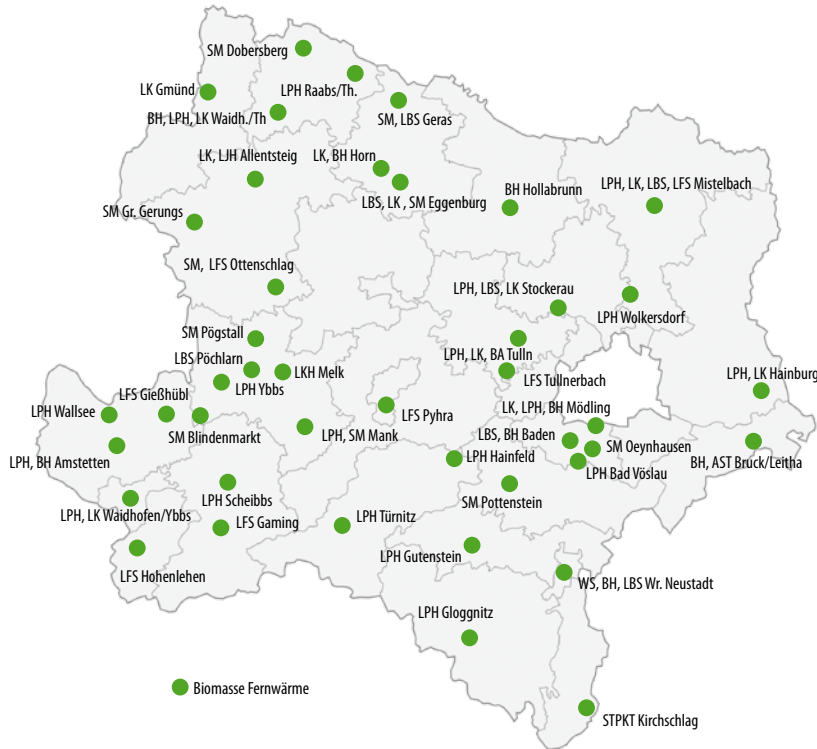 SM Dobersberg
LPH Raabs/Th.
LK Gmünd
BH, LPH, LK Waidh./Th
SM, LBS Geras
LK, LJH Allentsteig
LK, BH Horn
LBS, LK , SM Eggenburg
BH Hollabrunn
LPH, LK, LBS, LFS Mistelbach
SM Gr. Gerungs
SM, LFS Ottenschlag
LPH, LBS, LK Stockerau
LPH Wolkersdorf
SM Pögstall
LBS Pöchlarn
LKH Melk
LPH Ybbs
LPH, LK, BA Tulln
LFS Tullnerbach
LPH, LK Hainburg
LFS Gießhübl
LPH Wallsee
SM Blindenmarkt
LFS Pyhra
LK, LPH, BH Mödling
LBS, BH Baden
SM Oeynhausen
LPH, SM Mank
LPH, BH Amstetten
LPH Hainfeld
LPH Bad Vöslau
BH, AST Bruck/Leitha
LPH Scheibbs
SM Pottenstein
LPH, LK Waidhofen/Ybbs
LFS Gaming
LPH Türnitz
LPH Gutenstein
LFS Hohenlehen
WS, BH, LBS Wr. Neustadt
LPH Gloggnitz
Biomasse Fernwärme
STPKT Kirchschlag